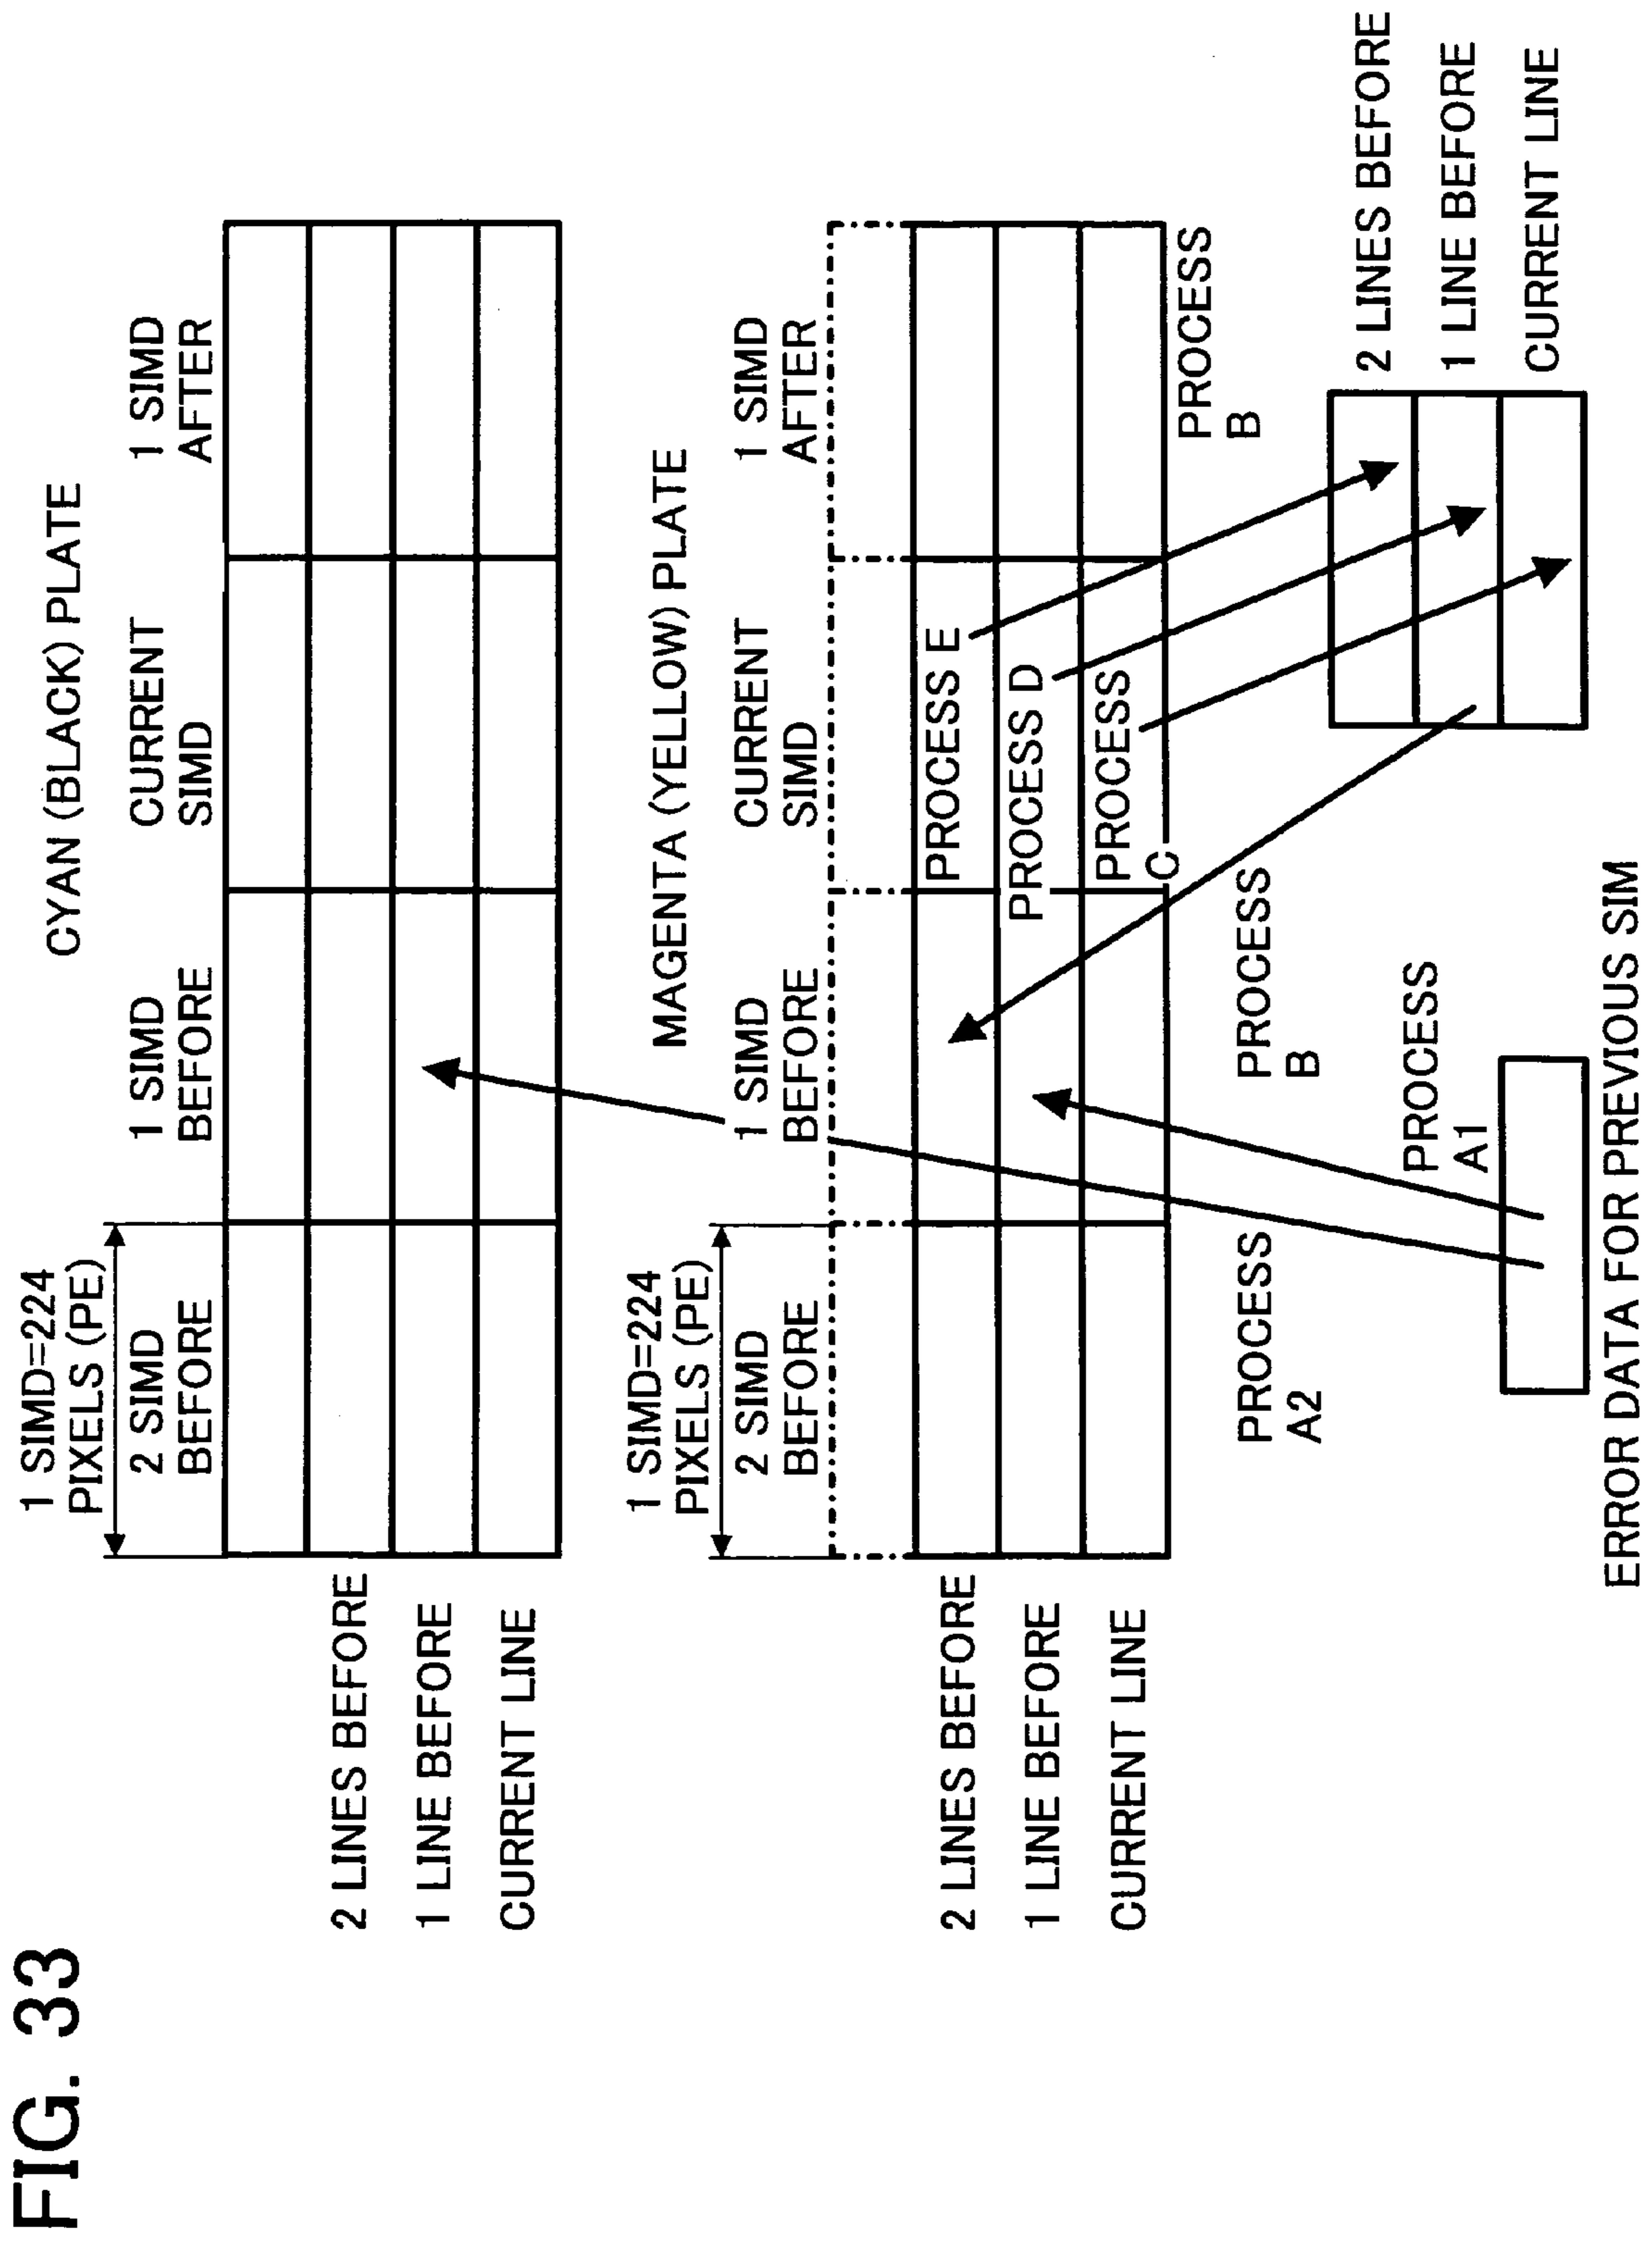 FIG. 33
CYAN (BLACK) PLATE
1 SIMD=224
PIXELS (PE)
2 SIMD
BEFORE
1 SIMD
BEFORE
CURRENT
SIMD
1 SIMD
AFTER
2 LINES BEFORE
1 LINE BEFORE
CURRENT LINE
MAGENTA (YELLOW) PLATE
1 SIMD=224
PIXELS (PE)
2 SIMD
BEFORE
1 SIMD
BEFORE
CURRENT
SIMD
1 SIMD
AFTER
2 LINES BEFORE
1 LINE BEFORE
CURRENT LINE
PROCESS E
PROCESS D
PROCESS
C
PROCESS
B
PROCESS
A2
PROCESS
B
PROCESS
A1
2 LINES BEFORE
1 LINE BEFORE
CURRENT LINE
ERROR DATA FOR PREVIOUS SIM